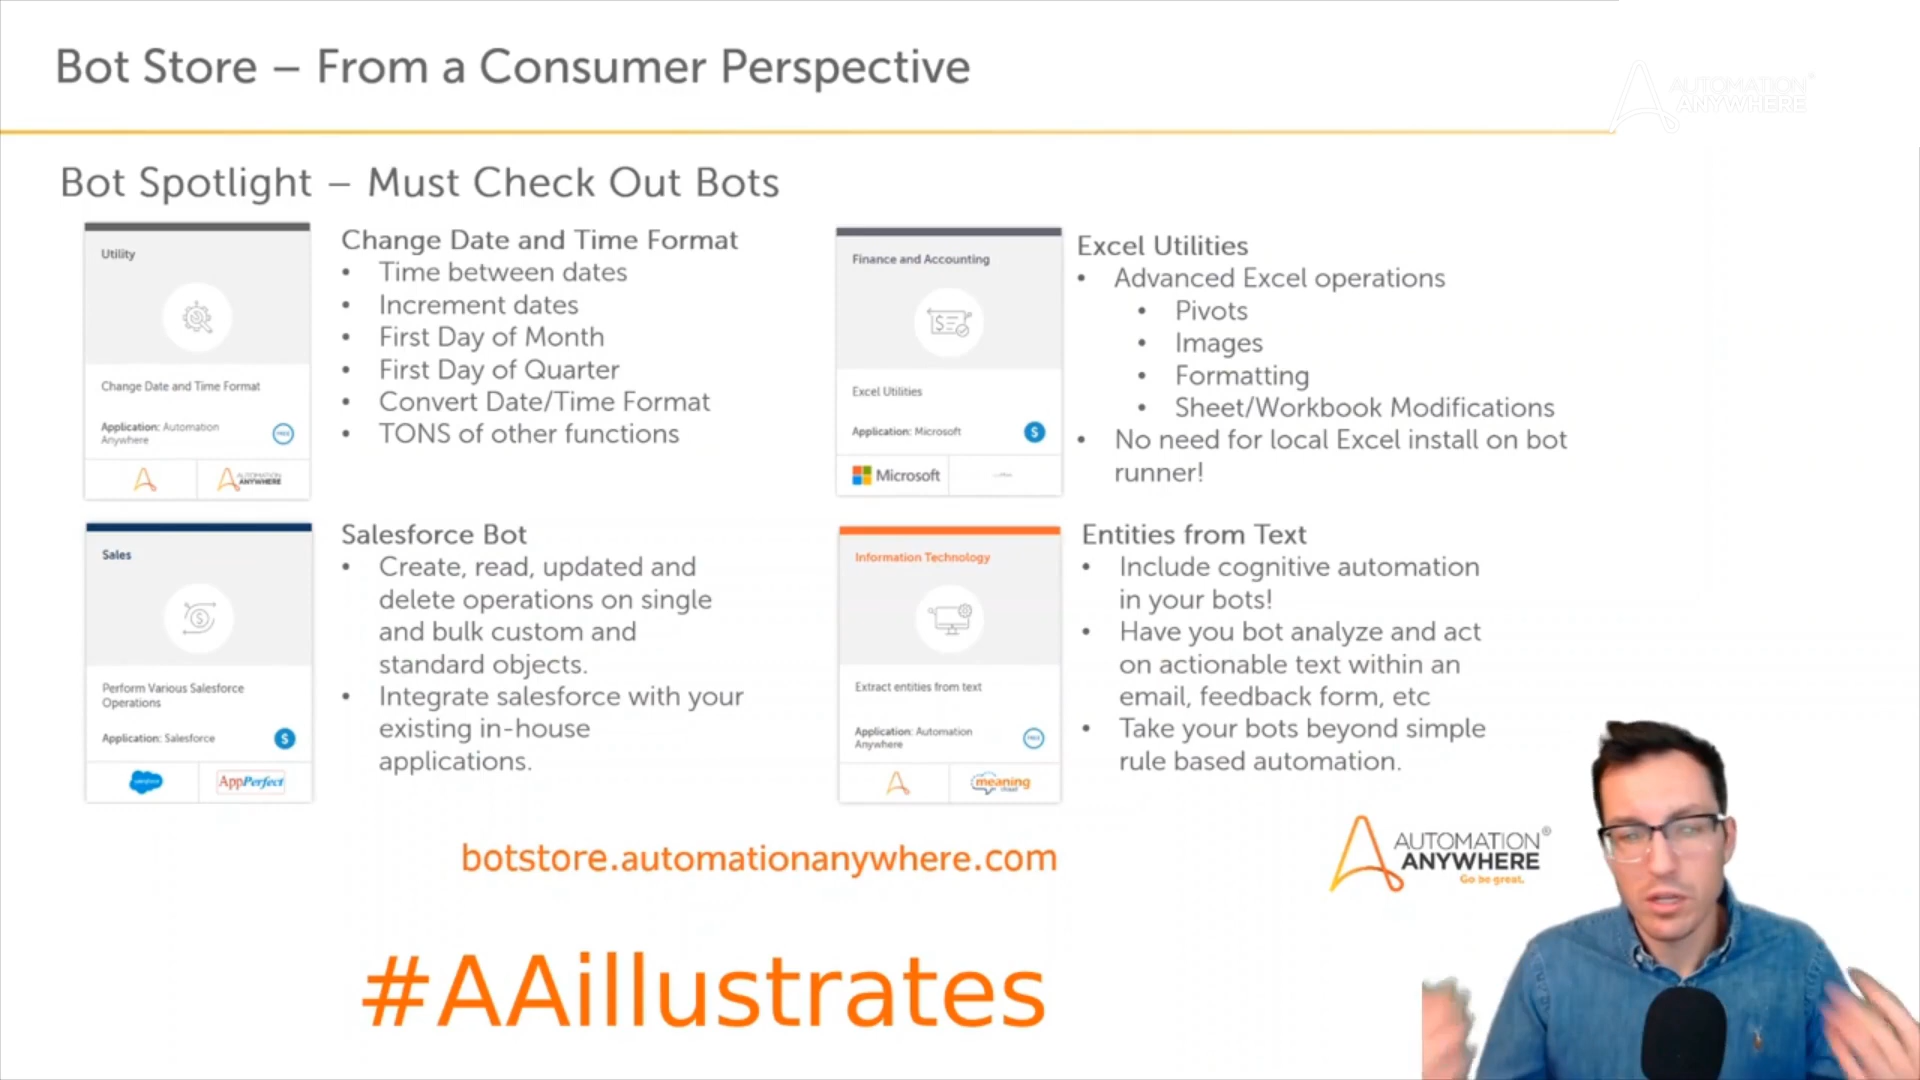 Bot Store – From a Consumer Perspective
AUTOMATION
ANYWHERE
Bot Spotlight – Must Check Out Bots
Utility
Change Date and Time Format
Application: Automation
Anywhere
FREE
AUTOMATION
ANYWHERE
Change Date and Time Format
• Time between dates
• Increment dates
• First Day of Month
• First Day of Quarter
• Convert Date/Time Format
• TONS of other functions
Finance and Accounting
Excel Utilities
Application: Microsoft
$
Microsoft
Excel Utilities
• Advanced Excel operations
• Pivots
• Images
• Formatting
• Sheet/Workbook Modifications
• No need for local Excel install on bot
runner!
Sales
Perform Various Salesforce
Operations
Application: Salesforce
$
salesforce
AppPerfect
Salesforce Bot
• Create, read, updated and
delete operations on single
and bulk custom and
standard objects.
• Integrate salesforce with your
existing in-house
applications.
Information Technology
Extract entities from text
Application: Automation
Anywhere
FREE
meaning
cloud
Entities from Text
• Include cognitive automation
in your bots!
• Have you bot analyze and act
on actionable text within an
email, feedback form, etc
• Take your bots beyond simple
rule based automation.
botstore.automationanywhere.com
AUTOMATION®
ANYWHERE
Go be great.
#AAillustrates